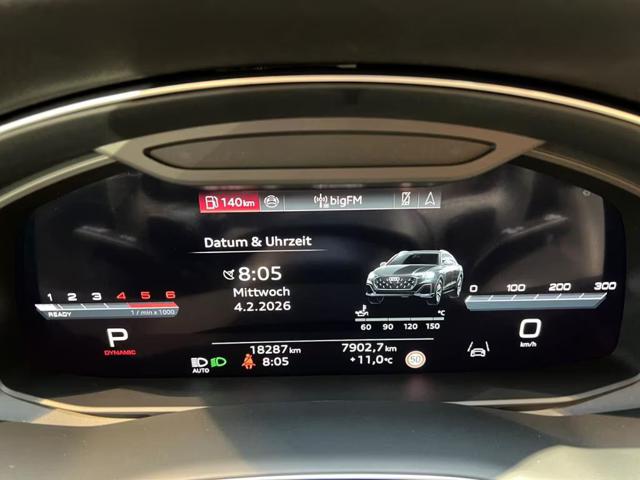 140km bigFM
Datum & Uhrzeit
8:05
Mittwoch
4.2.2026
1 2 3 4 5 6
READY 1 / min x 1000
P
DYNAMIC
°C
60 90 120 150
0 100 200 300
0
km/h
18287 km 7902,7 km
AUTO 8:05 +11,0°C 50